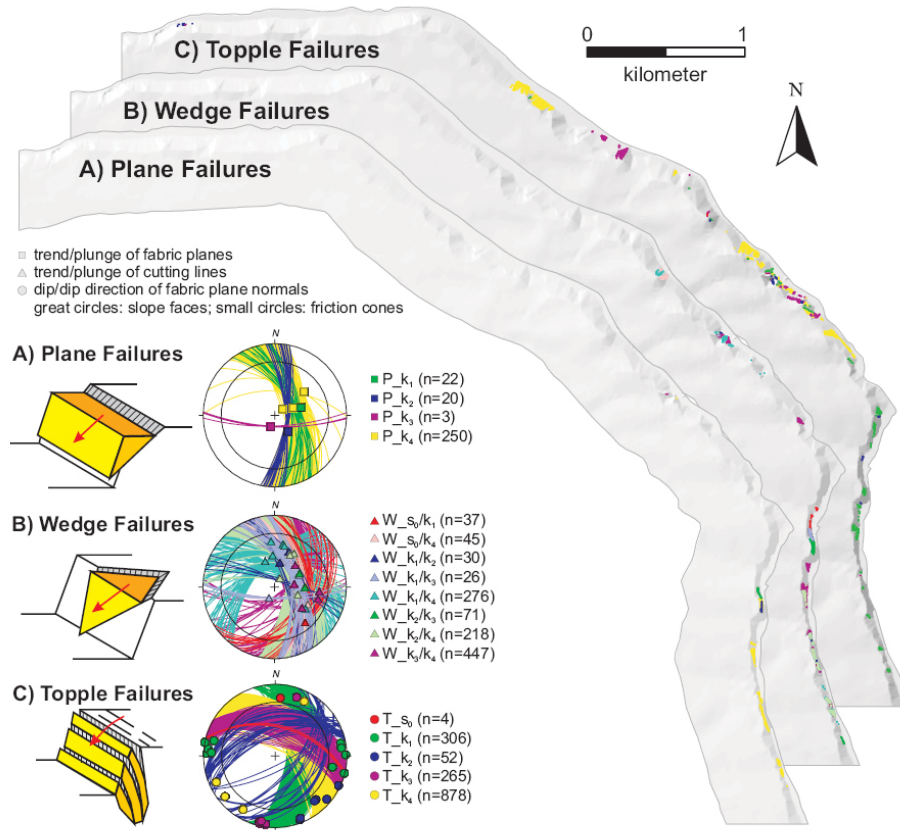 C) Topple Failures
B) Wedge Failures
A) Plane Failures
0 1
kilometer
N
trend/plunge of fabric planes
trend/plunge of cutting lines
dip/dip direction of fabric plane normals
great circles: slope faces; small circles: friction cones
A) Plane Failures
N
P_k₁ (n=22)
P_k₂ (n=20)
P_k₃ (n=3)
P_k₄ (n=250)
B) Wedge Failures
N
W_s₀/k₁ (n=37)
W_s₀/k₄ (n=45)
W_k₁/k₂ (n=30)
W_k₁/k₃ (n=26)
W_k₁/k₄ (n=276)
W_k₂/k₃ (n=71)
W_k₂/k₄ (n=218)
W_k₃/k₄ (n=447)
C) Topple Failures
N
T_s₀ (n=4)
T_k₁ (n=306)
T_k₂ (n=52)
T_k₃ (n=265)
T_k₄ (n=878)